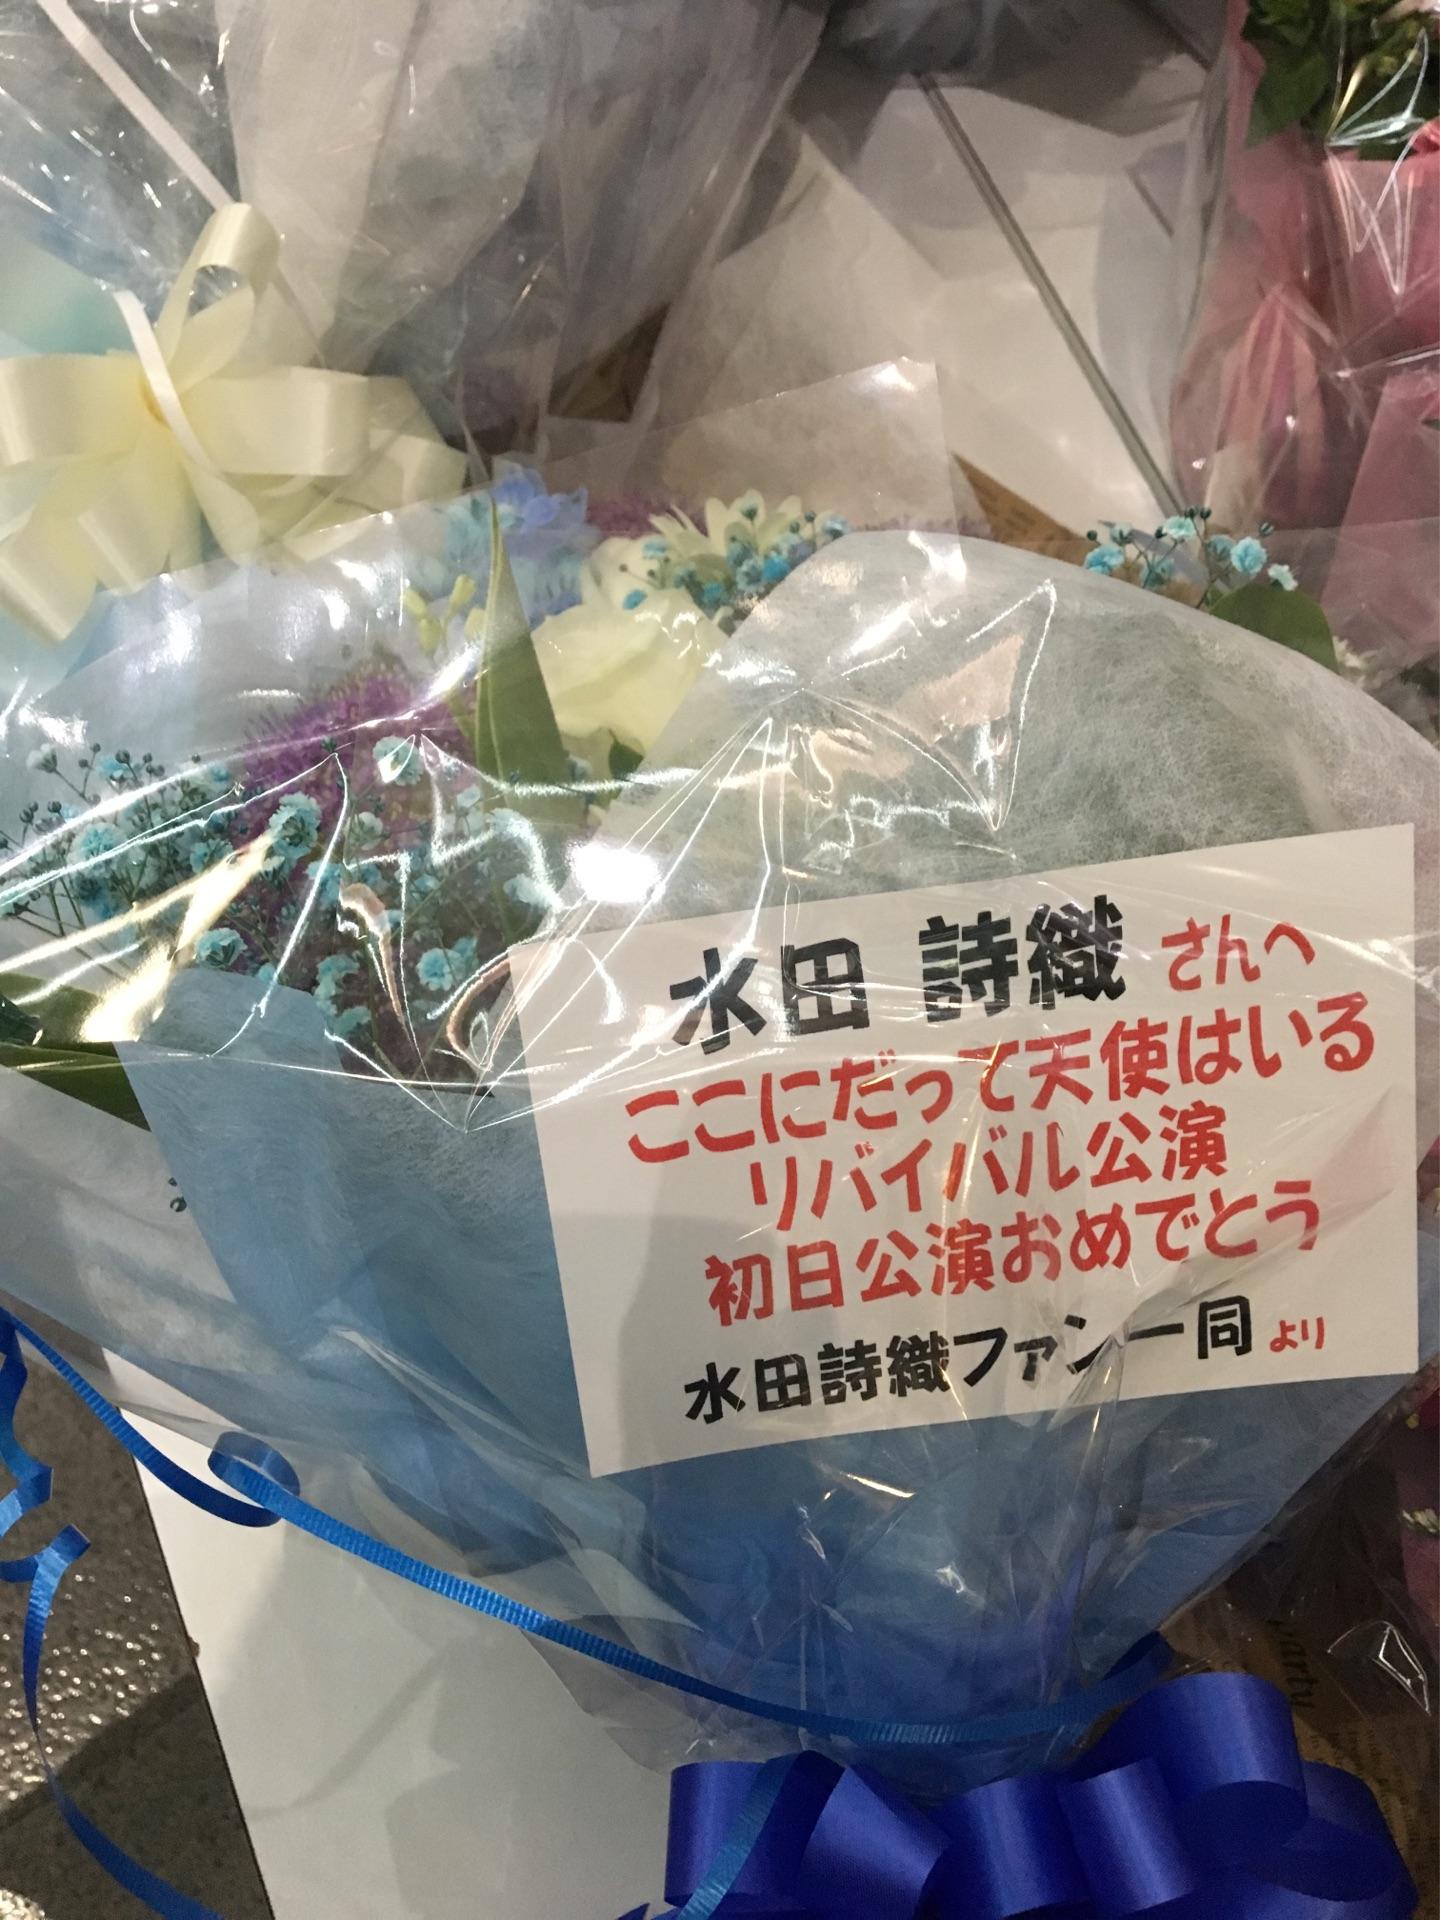 水田 詩織 さんへ
ここにだって天使はいる
リバイバル公演
初日公演おめでとう
水田詩織ファン一同 より